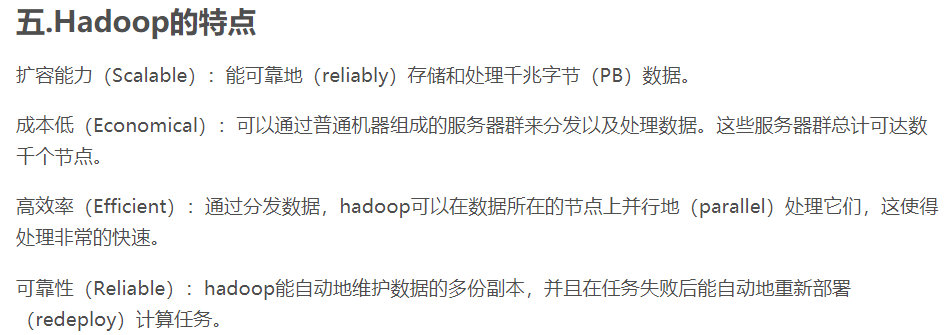 五.Hadoop的特点
扩容能力（Scalable）：能可靠地（reliably）存储和处理千兆字节（PB）数据。
成本低（Economical）：可以通过普通机器组成的服务器群来分发以及处理数据。这些服务器群总计可达数
千个节点。
高效率（Efficient）：通过分发数据，hadoop可以在数据所在的节点上并行地（parallel）处理它们，这使得
处理非常的快速。
可靠性（Reliable）：hadoop能自动地维护数据的多份副本，并且在任务失败后能自动地重新部署
（redeploy）计算任务。